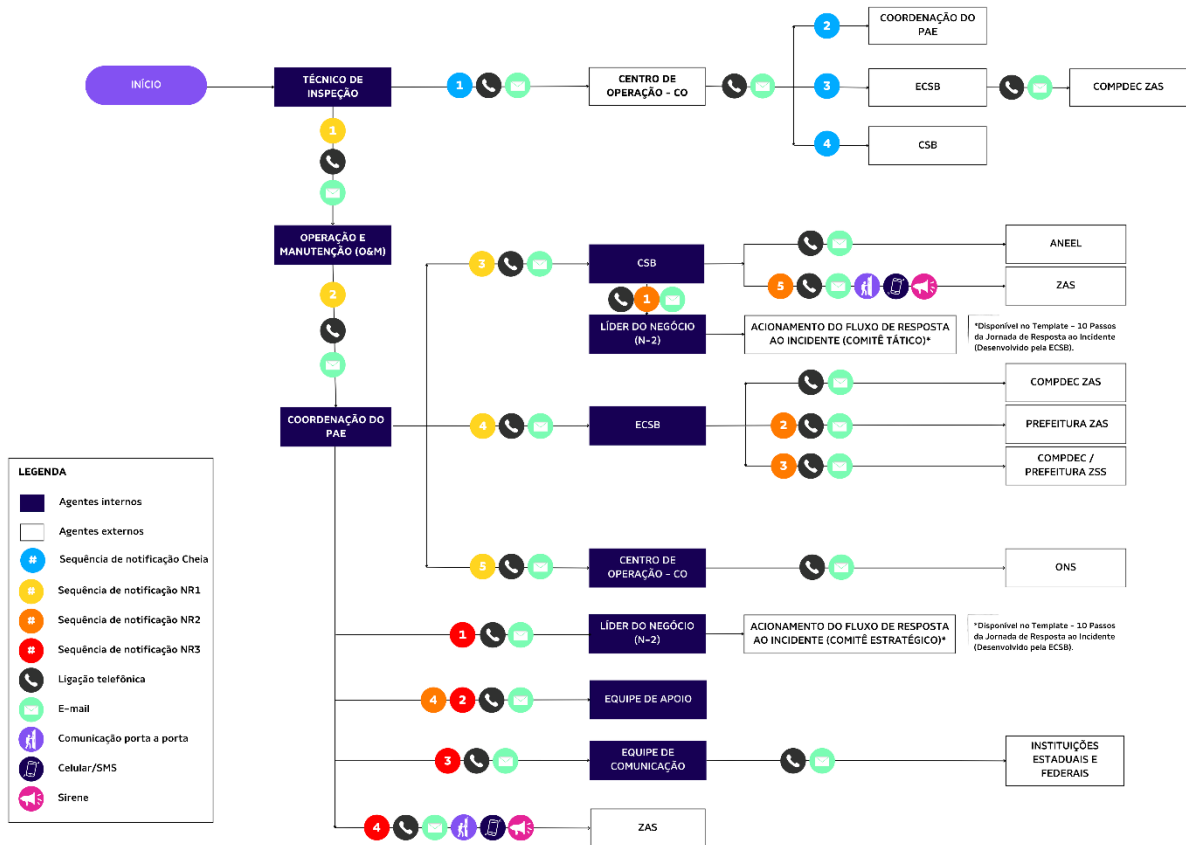 INÍCIO
TÉCNICO DE
INSPEÇÃO
1
CENTRO DE
OPERAÇÃO - CO
2
COORDENAÇÃO DO
PAE
3
ECSB
COMPDEC ZAS
4
CSB
1
OPERAÇÃO E
MANUTENÇÃO (O&M)
2
COORDENAÇÃO DO
PAE
3
CSB
ANEEL
5
ZAS
1
LÍDER DO NEGÓCIO
(N-2)
ACIONAMENTO DO FLUXO DE RESPOSTA
AO INCIDENTE (COMITÊ TÁTICO)*
*Disponível no Template - 10 Passos
da Jornada de Resposta ao Incidente
(Desenvolvido pela ECSB).
4
ECSB
COMPDEC ZAS
2
PREFEITURA ZAS
3
COMPDEC /
PREFEITURA ZSS
5
CENTRO DE
OPERAÇÃO - CO
ONS
1
LÍDER DO NEGÓCIO
(N-2)
ACIONAMENTO DO FLUXO DE RESPOSTA
AO INCIDENTE (COMITÊ ESTRATÉGICO)*
*Disponível no Template - 10 Passos
da Jornada de Resposta ao Incidente
(Desenvolvido pela ECSB).
4 2
EQUIPE DE APOIO
3
EQUIPE DE
COMUNICAÇÃO
INSTITUIÇÕES
ESTADUAIS E
FEDERAIS
4
ZAS
LEGENDA
Agentes internos
Agentes externos
# Sequência de notificação Cheia
# Sequência de notificação NR1
# Sequência de notificação NR2
# Sequência de notificação NR3
Ligação telefônica
E-mail
Comunicação porta a porta
Celular/SMS
Sirene